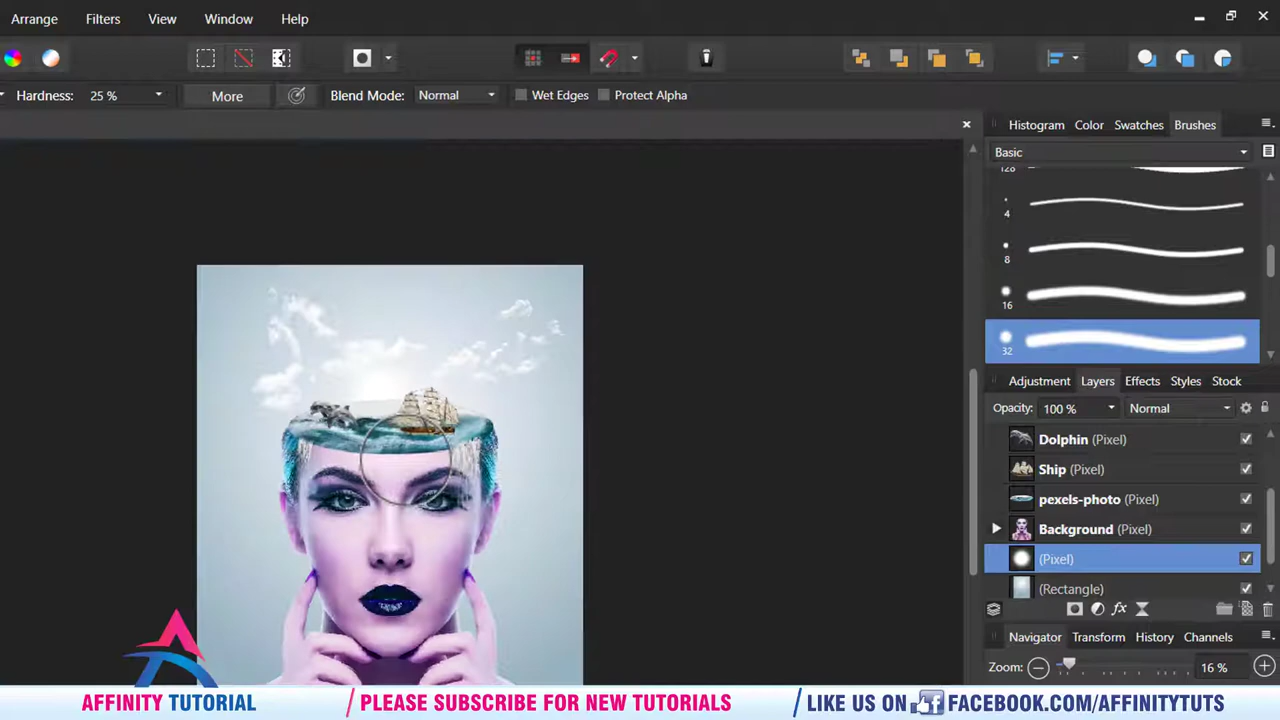 Arrange Filters View Window Help
Hardness: 25 % More Blend Mode: Normal Wet Edges Protect Alpha
Histogram Color Swatches Brushes
Basic
128
4
8
16
32
Adjustment Layers Effects Styles Stock
Opacity: 100 % Normal
Dolphin (Pixel)
Ship (Pixel)
pexels-photo (Pixel)
Background (Pixel)
(Pixel)
(Rectangle)
fx
Navigator Transform History Channels
Zoom: 16 %
AFFINITY TUTORIAL PLEASE SUBSCRIBE FOR NEW TUTORIALS LIKE US ON FACEBOOK.COM/AFFINITYTUTS